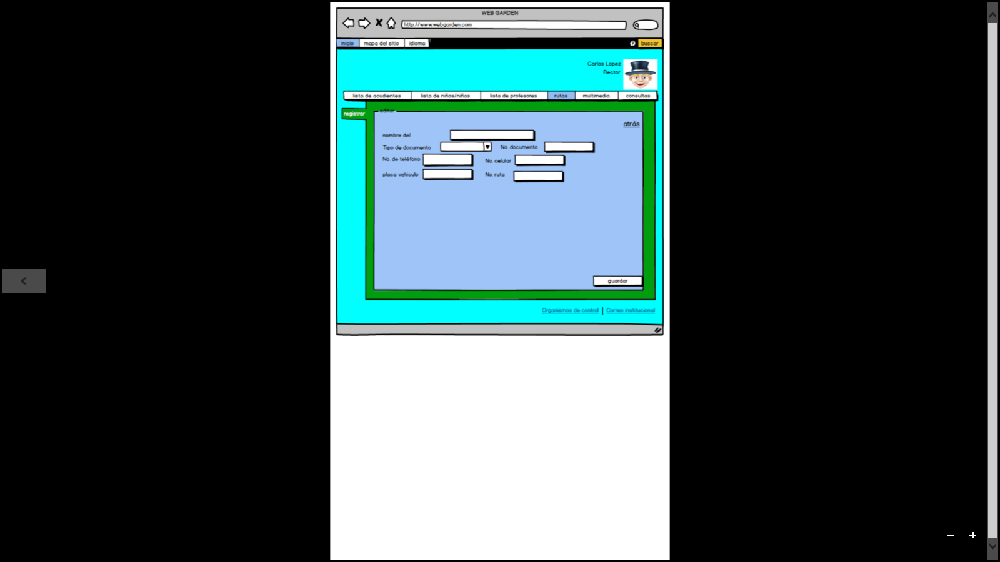 WEB GARDEN
http://www.webgarden.com
inicio mapa del sitio idioma ? buscar
Carlos Lopez
Rector
lista de acudientes lista de niños/niñas lista de profesores rutas multimedia consultas
registrar
editar
atrás
nombre del
Tipo de documento No. documento
No. de teléfono No. celular
placa vehiculo No. ruta
guardar
Organismos de control Correo institucional